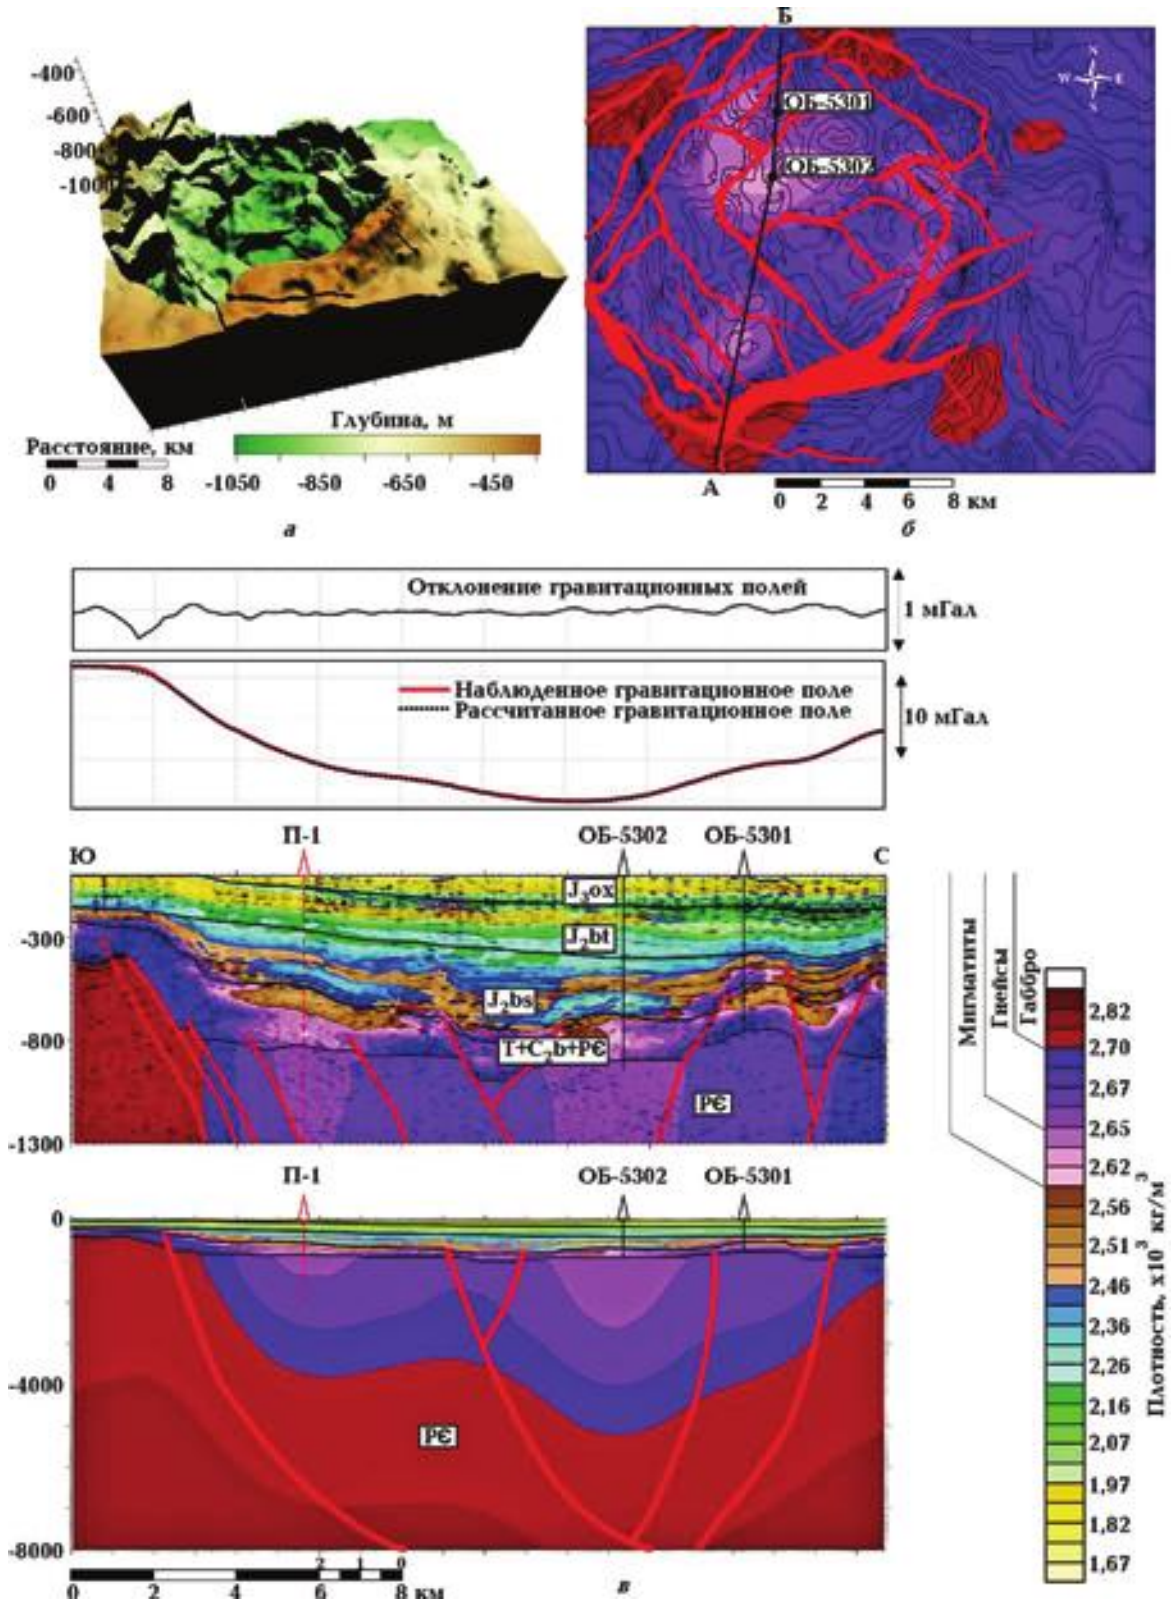 -400
-600
-800
-1000
Глубина, м
Расстояние, км
0 4 8
-1050 -850 -650 -450
а
Б
ОБ-5301
ОБ-5302
N
W E
А
0 2 4 6 8 км
б
Отклонение гравитационных полей
1 мГал
Наблюденное гравитационное поле
Рассчитанное гравитационное поле
10 мГал
Ю П-1 ОБ-5302 ОБ-5301 С
J₃ox
-300
J₂bt
J₂bs
-800
T+Є₂b+PЄ
PЄ
-1300
П-1 ОБ-5302 ОБ-5301
0
-4000
PЄ
-8000
2 1 0
0 2 4 6 8 км
в
Мигматиты
Гнейсы
Габбро
2,82
2,70
2,67
2,65
2,62
2,56
2,51
2,46
2,36
2,26
2,16
2,07
1,97
1,82
1,67
Плотность, х10³ кг/м³